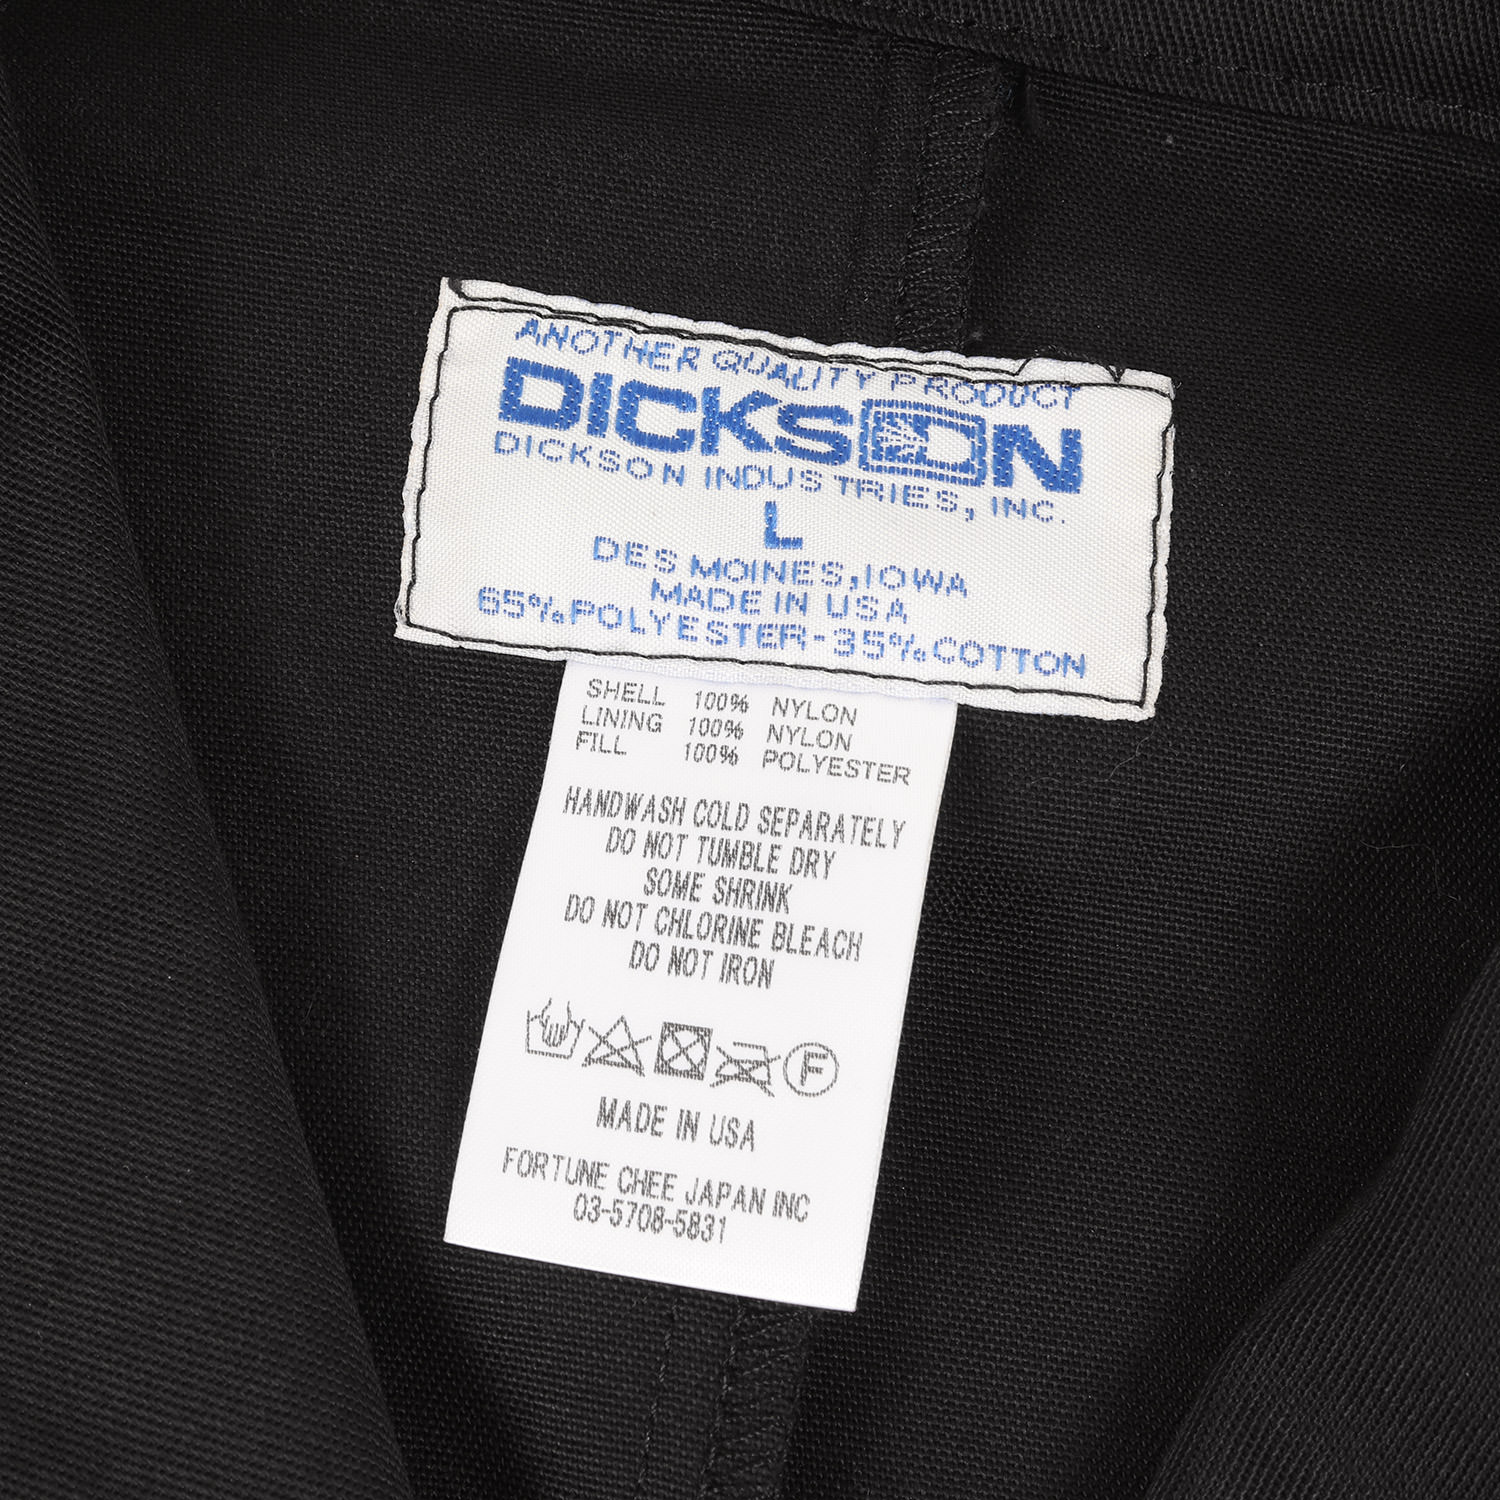 ANOTHER QUALITY PRODUCT
DICKSON
DICKSON INDUSTRIES, INC.
L
DES MOINES, IOWA
MADE IN USA
65% POLYESTER-35% COTTON
SHELL 100% NYLON
LINING 100% NYLON
FILL 100% POLYESTER
HANDWASH COLD SEPARATELY
DO NOT TUMBLE DRY
SOME SHRINK
DO NOT CHLORINE BLEACH
DO NOT IRON
F
MADE IN USA
FORTUNE CHEE JAPAN INC
03-5708-5831